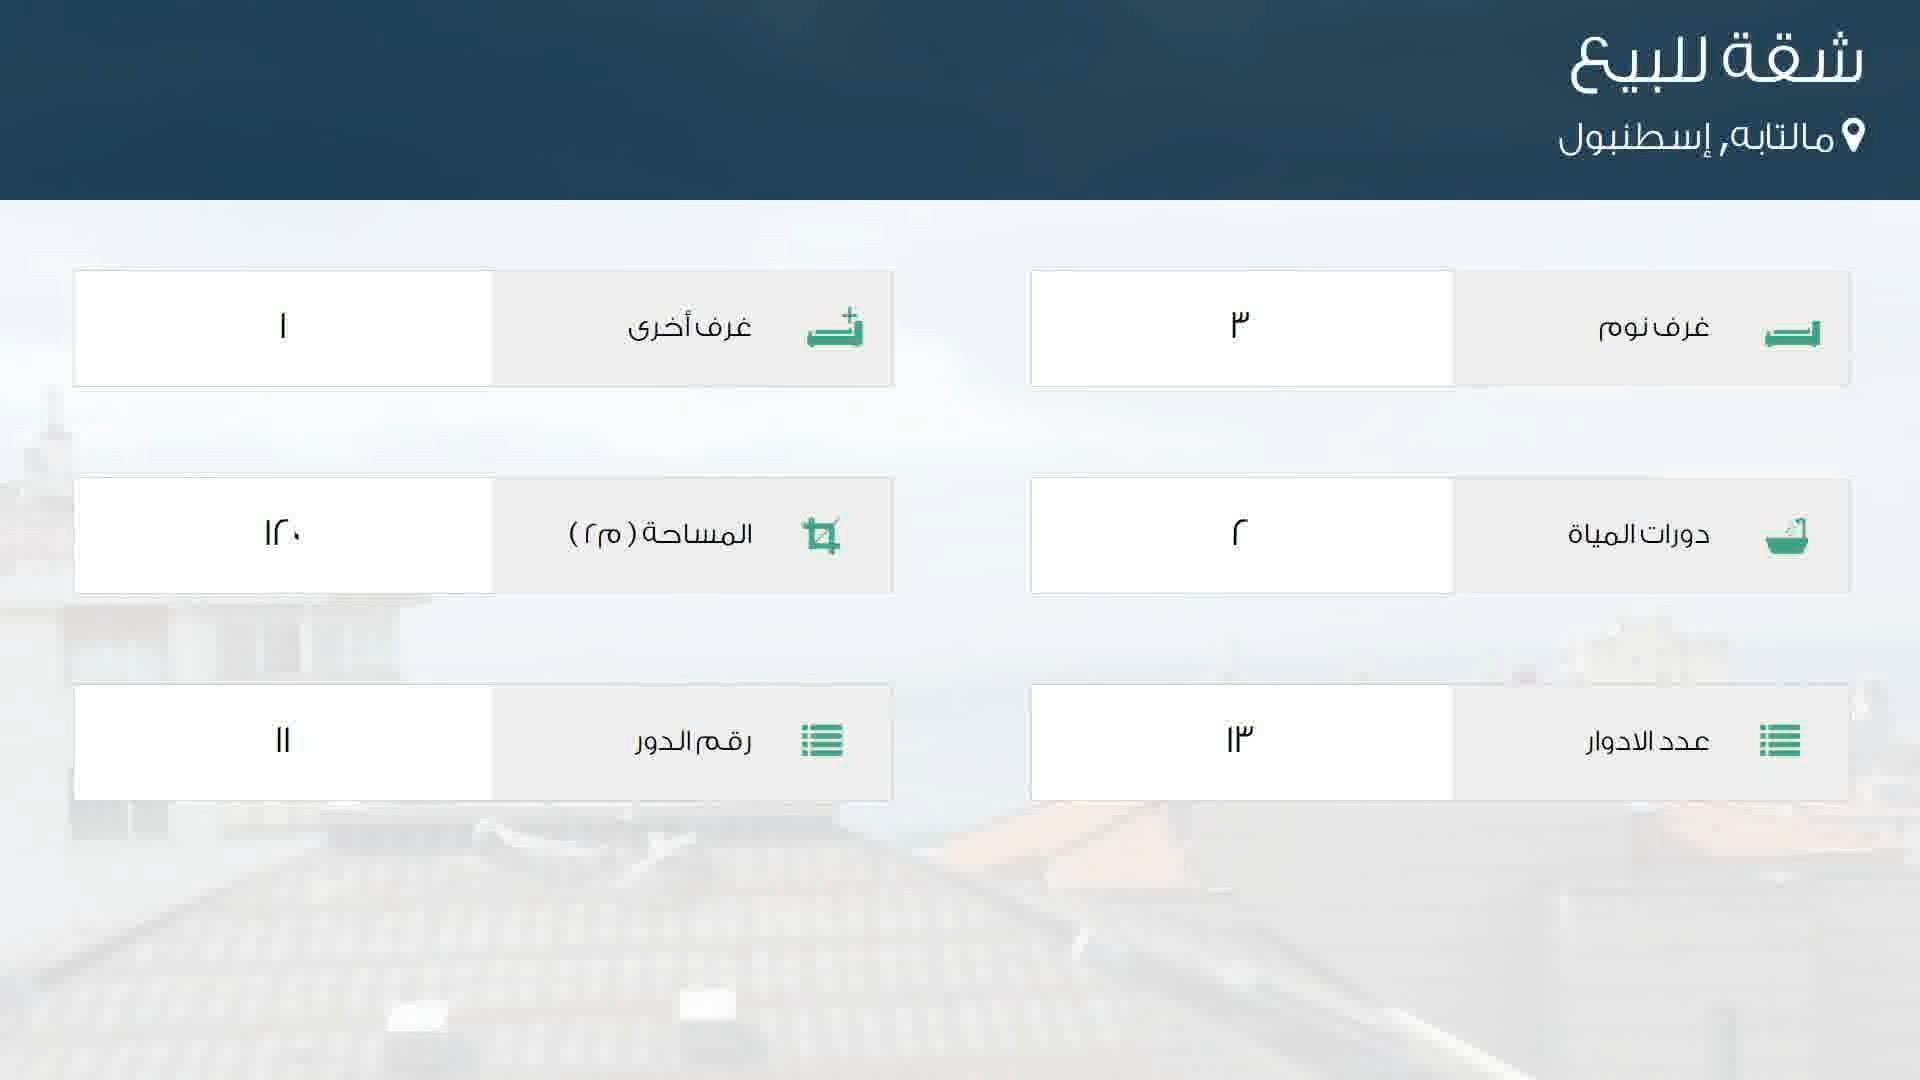 شقة للبيع
مالتابه, إسطنبول
غرف نوم ٣
غرف أخرى ١
دورات المياة ٢
المساحة (م٢) ١٢٠
عدد الادوار ١٣
رقم الدور ١١